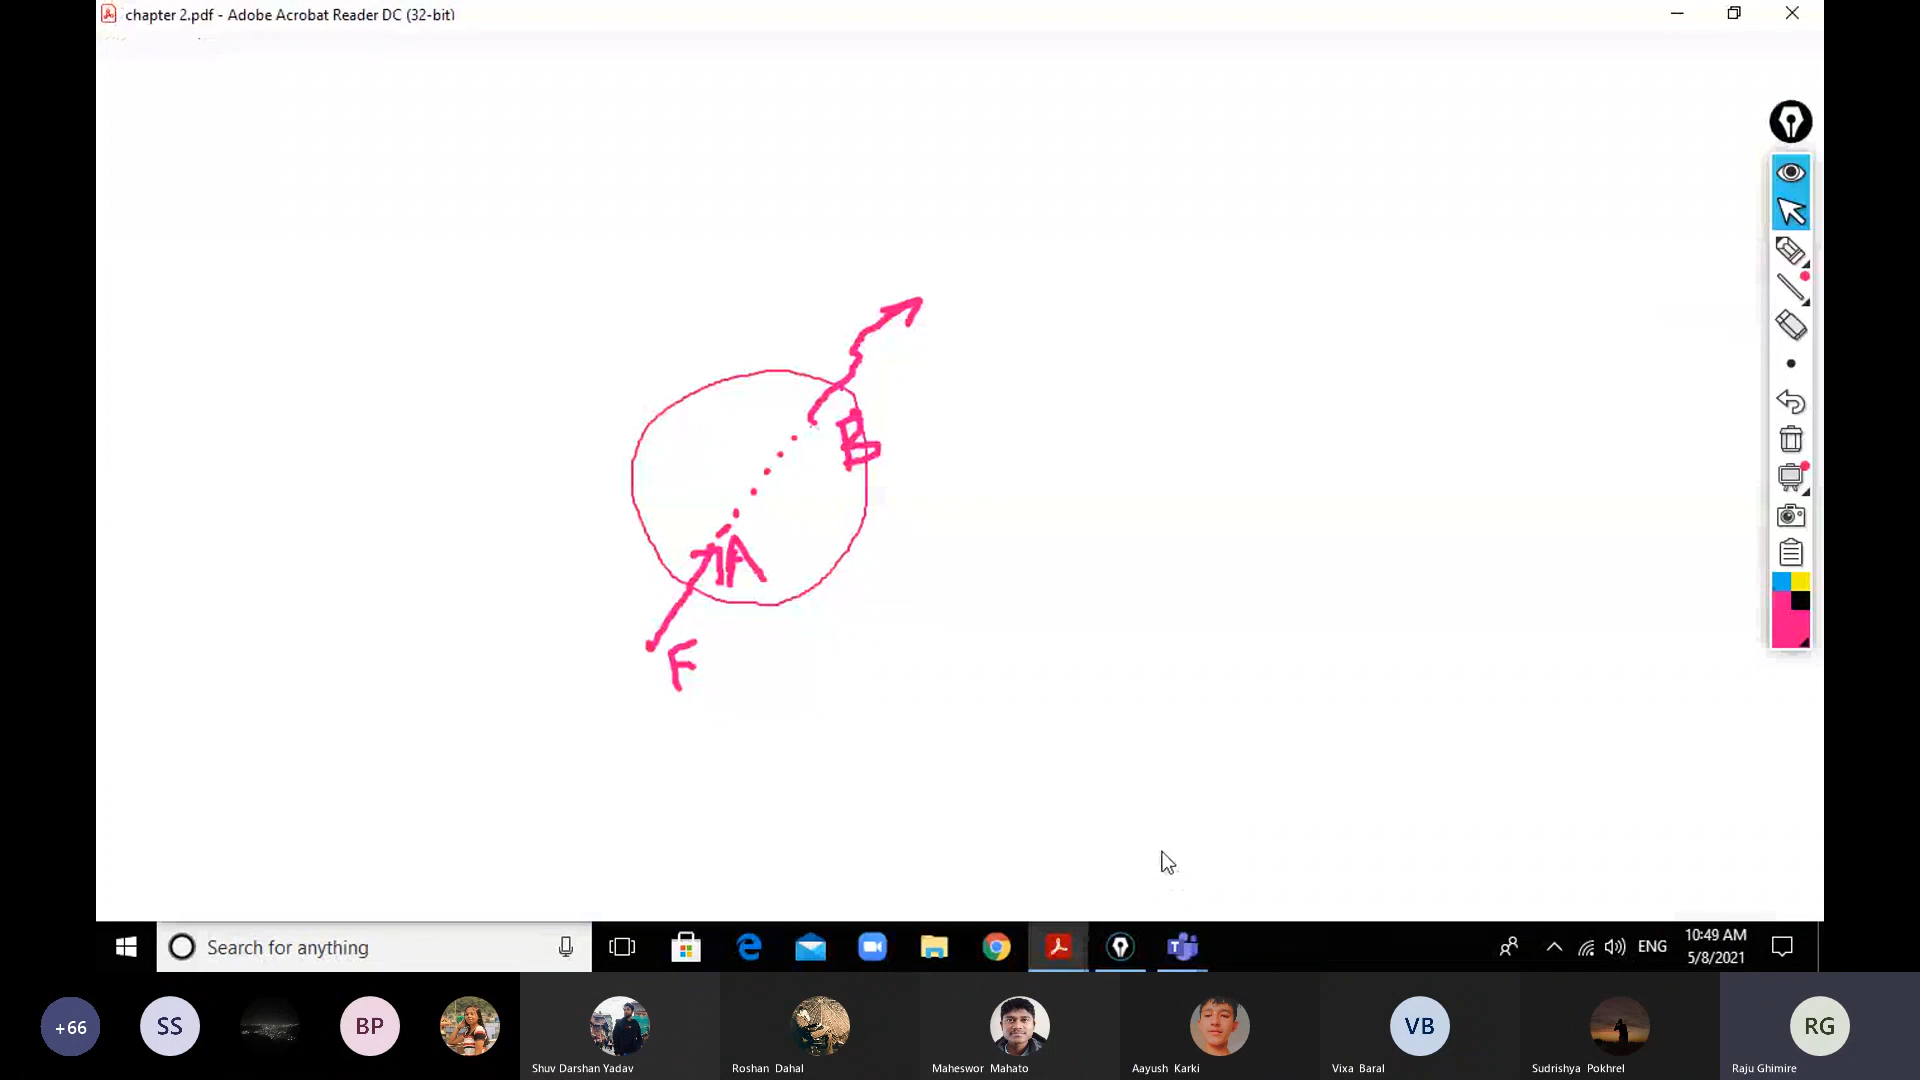 chapter 2.pdf - Adobe Acrobat Reader DC (32-bit)
B
A
F
Search for anything
ENG
10:49 AM
5/8/2021
+66
SS
BP
VB
RG
Shuv Darshan Yadav
Roshan Dahal
Maheswor Mahato
Aayush Karki
Vixa Baral
Sudrishya Pokhrel
Raju Ghimire